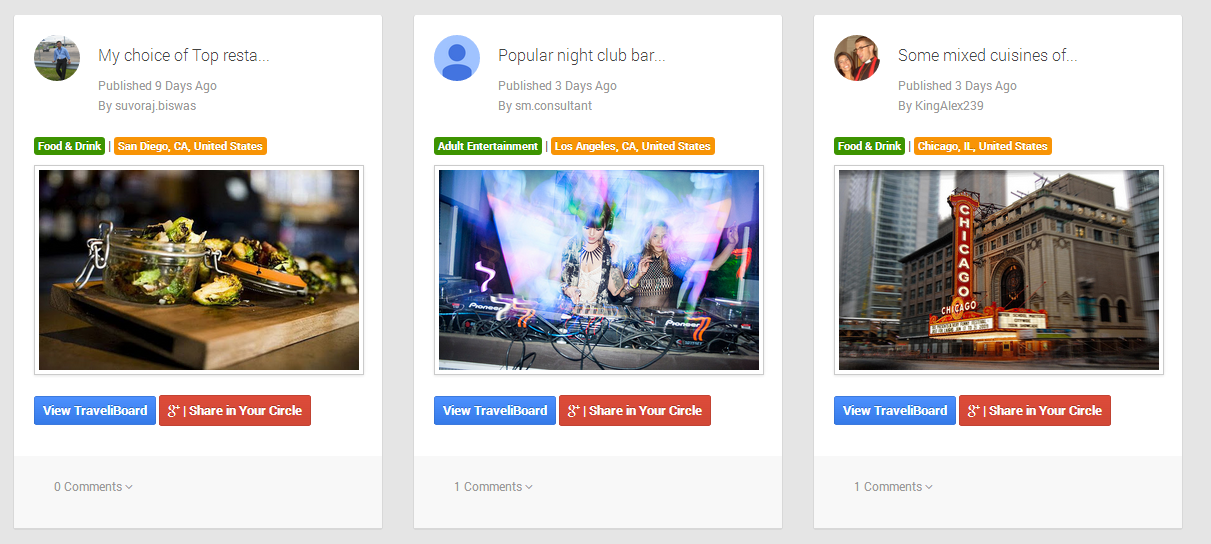 My choice of Top resta...
Published 9 Days Ago
By suvoraj.biswas
Food & Drink | San Diego, CA, United States
View TraveliBoard g+ | Share in Your Circle
0 Comments
Popular night club bar...
Published 3 Days Ago
By sm.consultant
Adult Entertainment | Los Angeles, CA, United States
Pioneer
Pioneer
View TraveliBoard g+ | Share in Your Circle
1 Comments
Some mixed cuisines of...
Published 3 Days Ago
By KingAlex239
Food & Drink | Chicago, IL, United States
CHICAGO
CHICAGO
View TraveliBoard g+ | Share in Your Circle
1 Comments